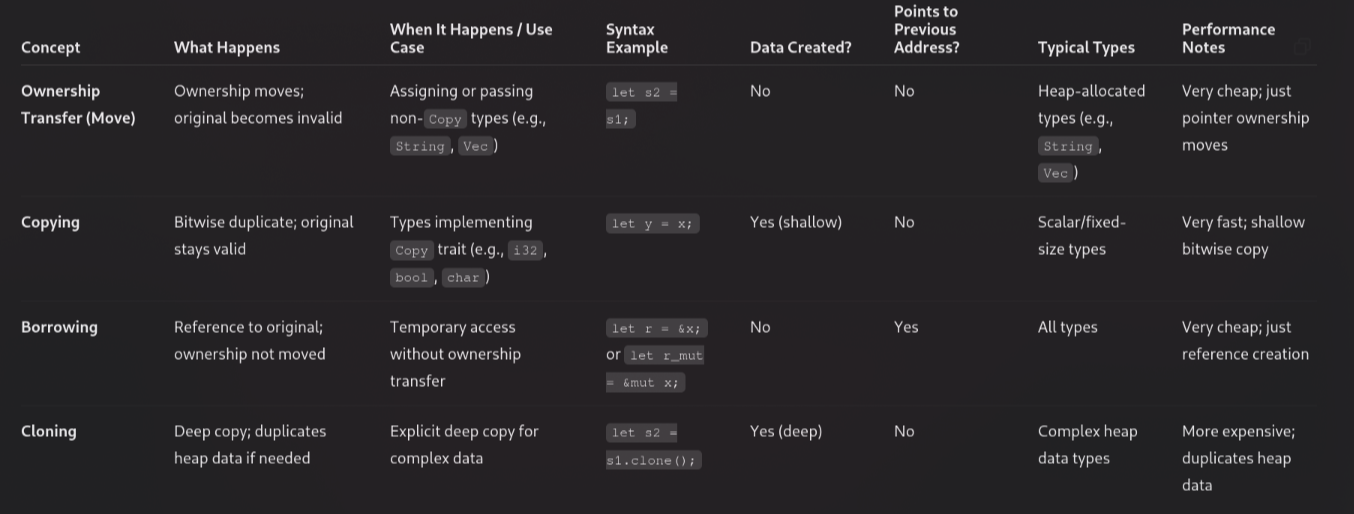 Concept What Happens When It Happens / Use Case Syntax Example Data Created? Points to Previous Address? Typical Types Performance Notes
Ownership Transfer (Move) Ownership moves; original becomes invalid Assigning or passing non-Copy types (e.g., String, Vec) let s2 = s1; No No Heap-allocated types (e.g., String, Vec) Very cheap; just pointer ownership moves
Copying Bitwise duplicate; original stays valid Types implementing Copy trait (e.g., i32, bool, char) let y = x; Yes (shallow) No Scalar/fixed-size types Very fast; shallow bitwise copy
Borrowing Reference to original; ownership not moved Temporary access without ownership transfer let r = &x; or let r_mut = &mut x; No Yes All types Very cheap; just reference creation
Cloning Deep copy; duplicates heap data if needed Explicit deep copy for complex data let s2 = s1.clone(); Yes (deep) No Complex heap data types More expensive; duplicates heap data